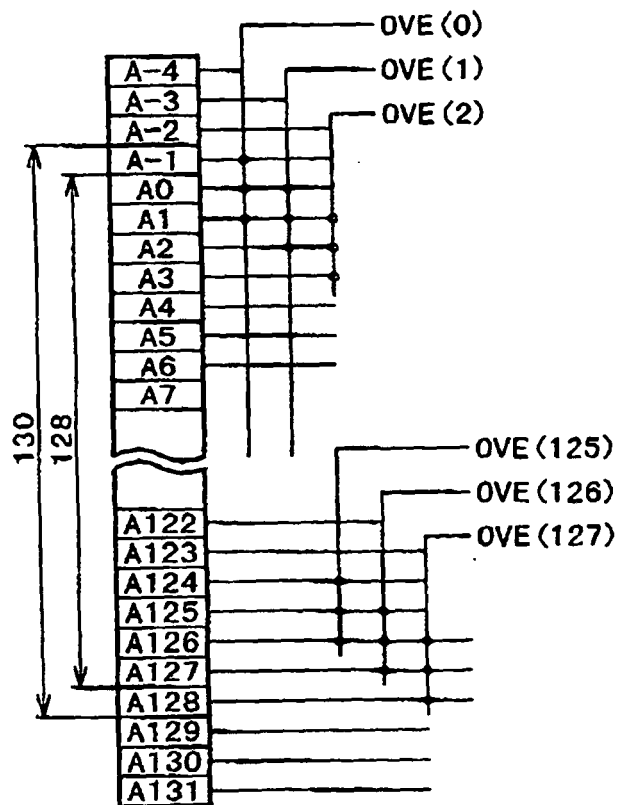 OVE(0)
A-4
OVE(1)
A-3
OVE(2)
A-2
A-1
A0
A1
A2
A3
A4
A5
A6
A7
130
128
OVE(125)
OVE(126)
A122
OVE(127)
A123
A124
A125
A126
A127
A128
A129
A130
A131